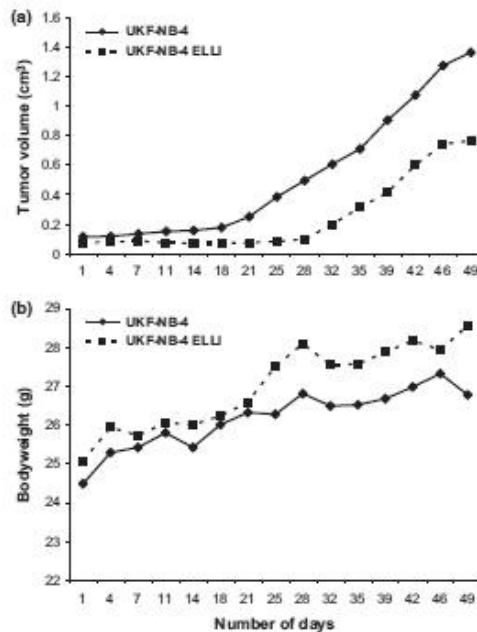 (a)
UKF-NB-4
UKF-NB-4 ELLI
Tumor volume (cm³)
1.6
1.4
1.2
1
0.8
0.6
0.4
0.2
0
1 4 7 11 14 18 21 25 28 32 35 39 42 46 49
(b)
UKF-NB-4
UKF-NB-4 ELLI
Bodyweight (g)
29
28
27
26
25
24
23
22
1 4 7 11 14 18 21 25 28 32 35 39 42 46 49
Number of days